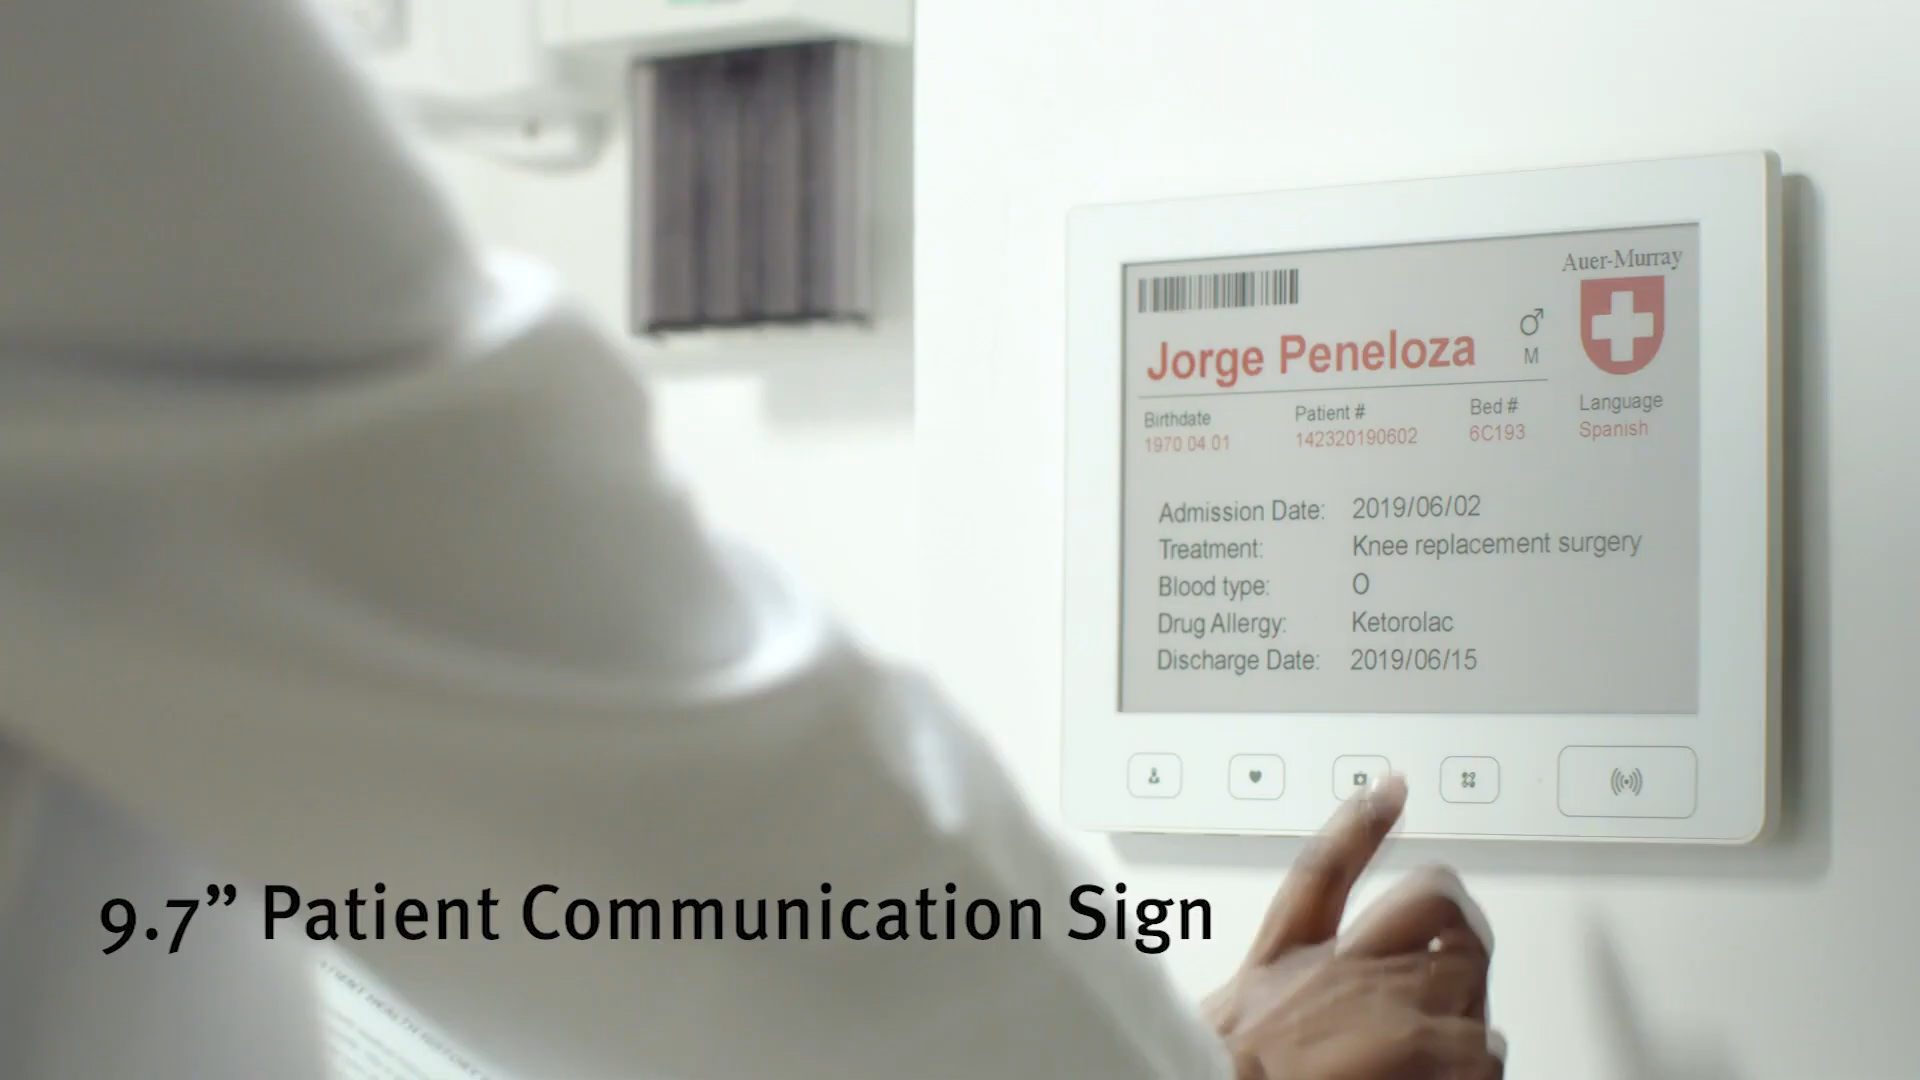 Auer-Murray
Jorge Peneloza
♂
M
Birthdate
1970 04 01
Patient #
142320190602
Bed #
6C193
Language
Spanish
Admission Date: 2019/06/02
Treatment: Knee replacement surgery
Blood type: O
Drug Allergy: Ketorolac
Discharge Date: 2019/06/15
9.7” Patient Communication Sign
HEALTH HISTORY